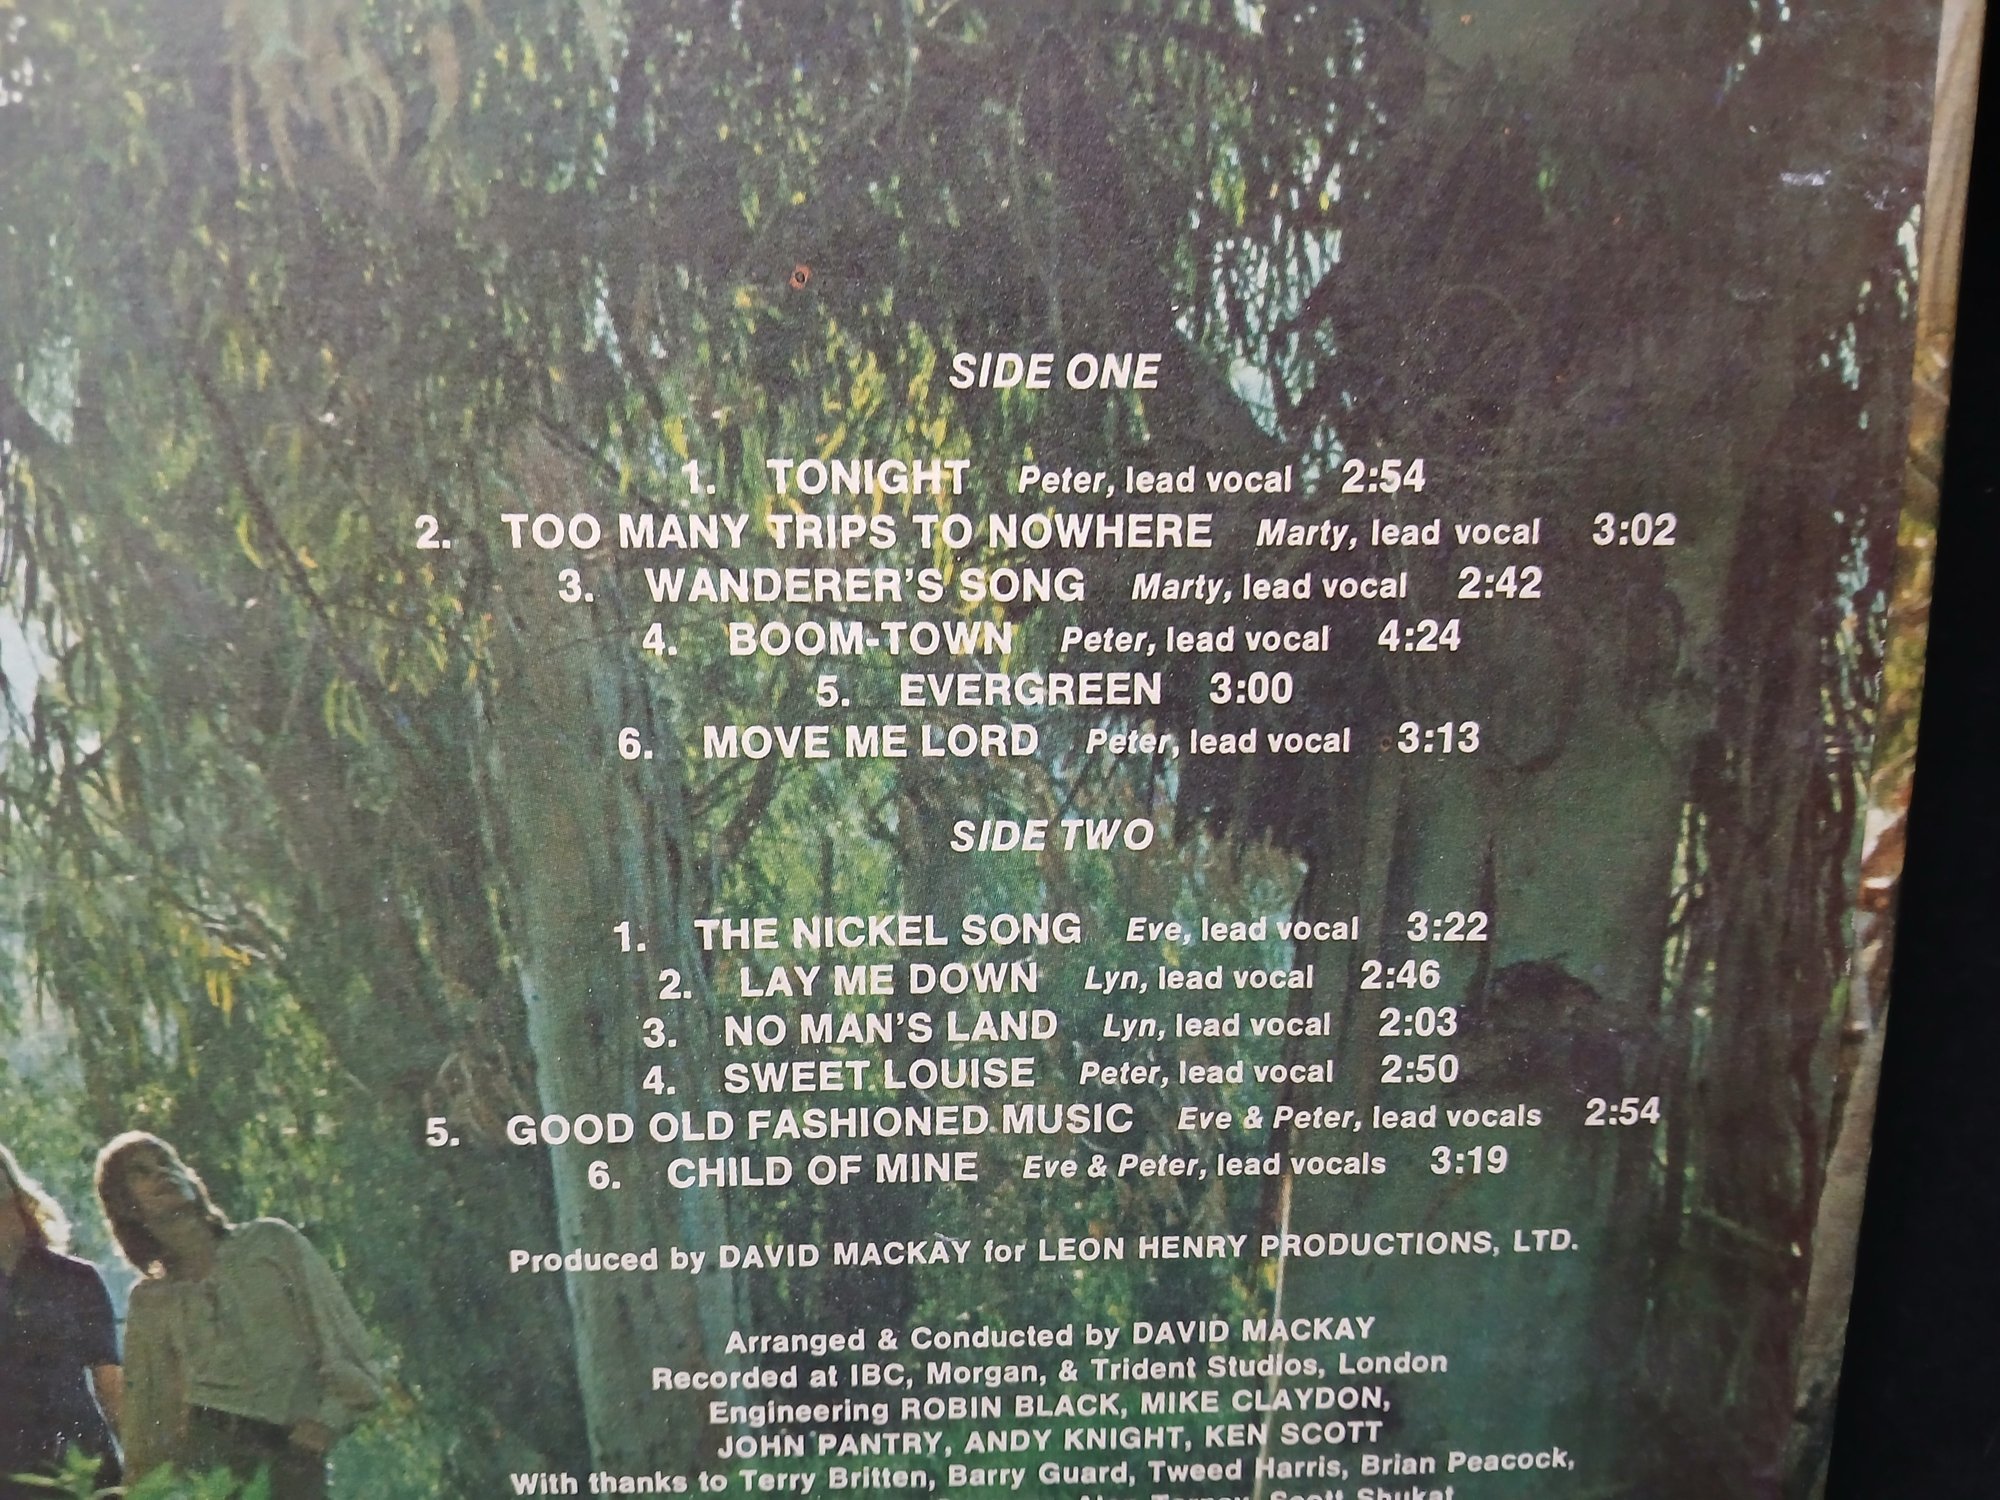 SIDE ONE
1. TONIGHT Peter, lead vocal 2:54
2. TOO MANY TRIPS TO NOWHERE Marty, lead vocal 3:02
3. WANDERER'S SONG Marty, lead vocal 2:42
4. BOOM-TOWN Peter, lead vocal 4:24
5. EVERGREEN 3:00
6. MOVE ME LORD Peter, lead vocal 3:13
SIDE TWO
1. THE NICKEL SONG Eve, lead vocal 3:22
2. LAY ME DOWN Lyn, lead vocal 2:46
3. NO MAN'S LAND Lyn, lead vocal 2:03
4. SWEET LOUISE Peter, lead vocal 2:50
5. GOOD OLD FASHIONED MUSIC Eve & Peter, lead vocals 2:54
6. CHILD OF MINE Eve & Peter, lead vocals 3:19
Produced by DAVID MACKAY for LEON HENRY PRODUCTIONS, LTD.
Arranged & Conducted by DAVID MACKAY
Recorded at IBC, Morgan, & Trident Studios, London
Engineering ROBIN BLACK, MIKE CLAYDON,
JOHN PANTRY, ANDY KNIGHT, KEN SCOTT
With thanks to Terry Britten, Barry Guard, Tweed Harris, Brian Peacock,
Scott Shukat